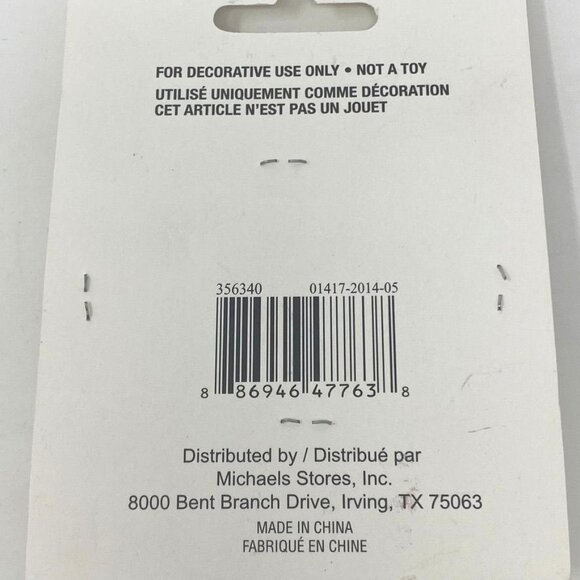 FOR DECORATIVE USE ONLY • NOT A TOY
UTILISÉ UNIQUEMENT COMME DÉCORATION
CET ARTICLE N'EST PAS UN JOUET
356340 01417-2014-05
8 86946 47763 8
Distributed by / Distribué par
Michaels Stores, Inc.
8000 Bent Branch Drive, Irving, TX 75063
MADE IN CHINA
FABRIQUÉ EN CHINE